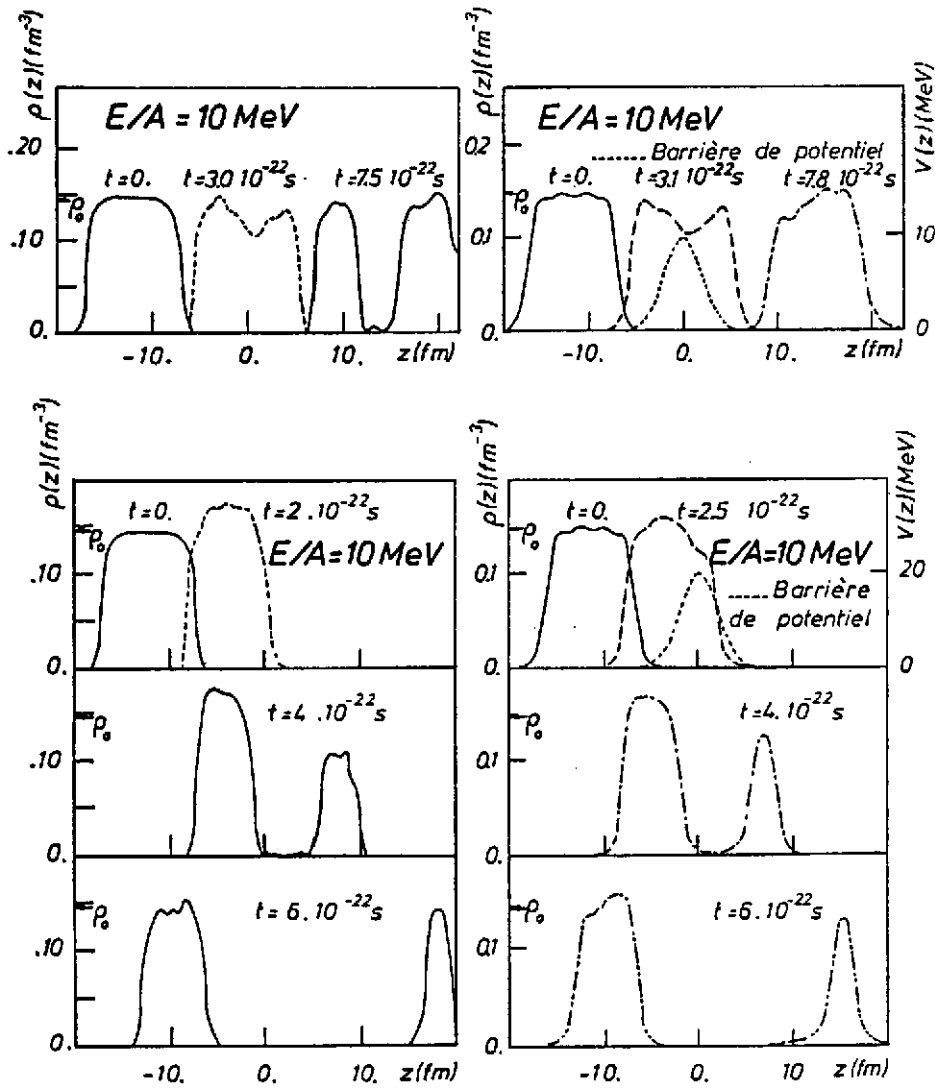 ρ(z)(fm⁻³)
E/A = 10 MeV
.20
t=0. t=3.0 10⁻²²s t=7.5 10⁻²²s
ρ₀
.10
0.
-10. 0. 10. z(fm)
ρ(z)(fm⁻³)
V(z)(MeV)
E/A = 10 MeV
0.2
Barrière de potentiel
t=0. t=3.1 10⁻²²s t=7.8 10⁻²²s
ρ₀
0.1
10
0. 0
-10. 0. 10 z(fm)
ρ(z)(fm⁻³)
t=0. t=2 .10⁻²²s
ρ₀
E/A=10 MeV
.10
0.
t=4 .10⁻²²s
ρ₀
.10
0.
t=6.10⁻²²s
ρ₀
.10
0.
-10. 0. 10. z(fm)
ρ(z)(fm⁻³)
V(z)(MeV)
t=0. t=2.5 10⁻²²s
ρ₀
E/A=10 MeV
0.1
20
Barrière
de potentiel
0. 0
t=4.10⁻²²s
ρ₀
0.1
0.
t=6.10⁻²²s
ρ₀
0.1
0.
-10. 0. 10 z(fm)